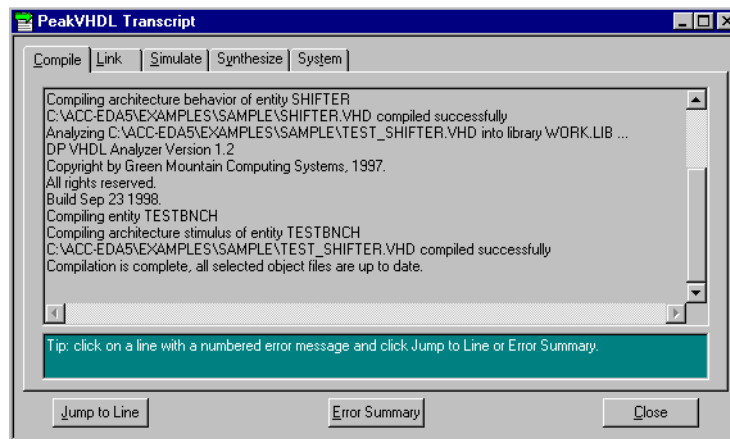 PeakVHDL Transcript
Compile Link Simulate Synthesize System
Compiling architecture behavior of entity SHIFTER
C:\ACC-EDA5\EXAMPLES\SAMPLE\SHIFTER.VHD compiled successfully
Analyzing C:\ACC-EDA5\EXAMPLES\SAMPLE\TEST_SHIFTER.VHD into library WORK.LIB ...
DP VHDL Analyzer Version 1.2
Copyright by Green Mountain Computing Systems, 1997.
All rights reserved.
Build Sep 23 1998.
Compiling entity TESTBNCH
Compiling architecture stimulus of entity TESTBNCH
C:\ACC-EDA5\EXAMPLES\SAMPLE\TEST_SHIFTER.VHD compiled successfully
Compilation is complete, all selected object files are up to date.
Tip: click on a line with a numbered error message and click Jump to Line or Error Summary.
Jump to Line Error Summary Close